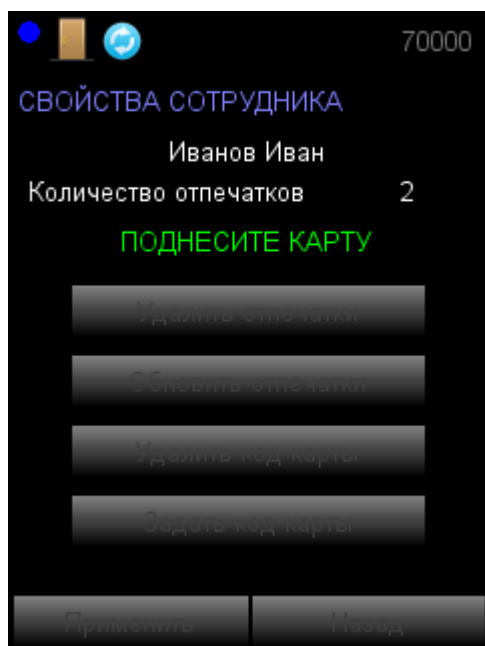 70000
СВОЙСТВА СОТРУДНИКА
Иванов Иван
Количество отпечатков 2
ПОДНЕСИТЕ КАРТУ
Удалить отпечатки
Обновить отпечатки
Удалить код карты
Задать код карты
Применить Назад